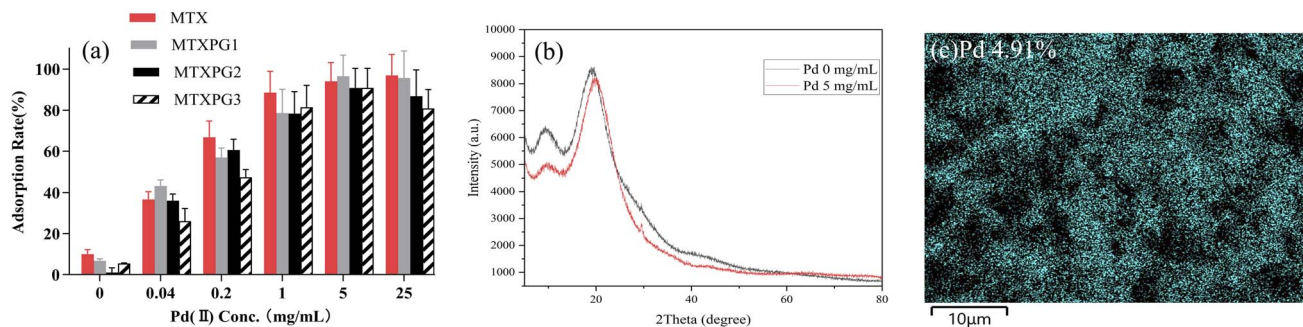 (a)
MTX
MTXPG1
MTXPG2
MTXPG3
Adsorption Rate(%)
100
80
60
40
20
0
0 0.04 0.2 1 5 25
Pd(Ⅱ) Conc. (mg/mL)
(b)
Pd 0 mg/mL
Pd 5 mg/mL
Intensity (a.u.)
10000
9000
8000
7000
6000
5000
4000
3000
2000
1000
20 40 60 80
2Theta (degree)
(c)Pd 4.91%
10μm